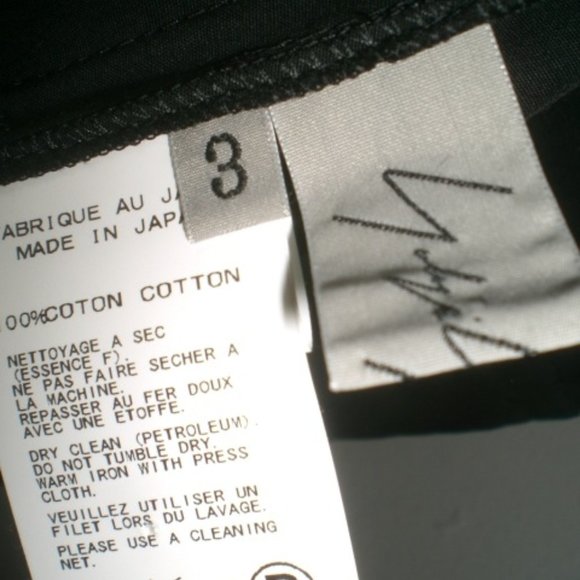 3
ABRIQUE AU JA
MADE IN JAPA
100%COTON COTTON
NETTOYAGE A SEC
(ESSENCE F).
NE PAS FAIRE SECHER A
LA MACHINE.
REPASSER AU FER DOUX
AVEC UNE ETOFFE.
DRY CLEAN (PETROLEUM).
DO NOT TUMBLE DRY.
WARM IRON WITH PRESS
CLOTH.
VEUILLEZ UTILISER UN
FILET LORS DU LAVAGE.
PLEASE USE A CLEANING
NET.